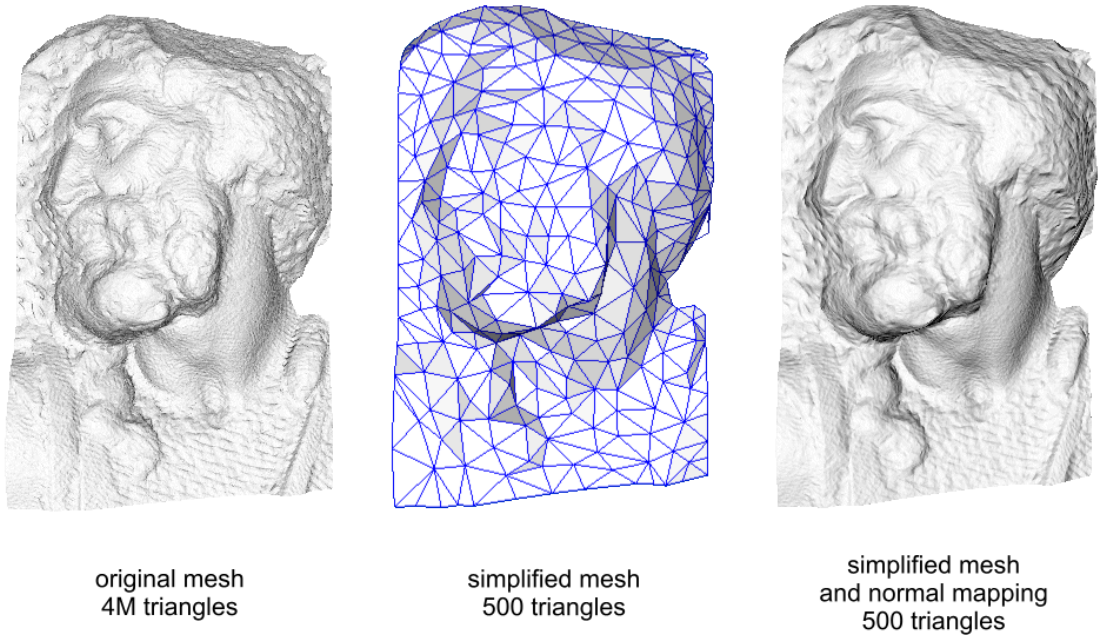 original mesh
4M triangles
simplified mesh
500 triangles
simplified mesh
and normal mapping
500 triangles